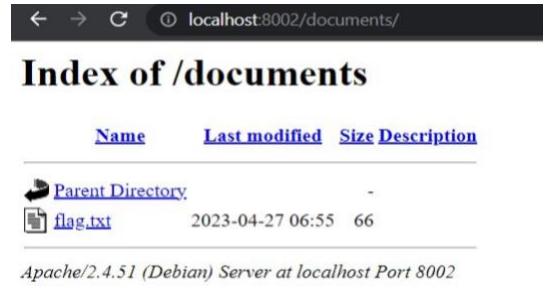 localhost:8002/documents/
Index of /documents
Name Last modified Size Description
Parent Directory -
flag.txt 2023-04-27 06:55 66
Apache/2.4.51 (Debian) Server at localhost Port 8002